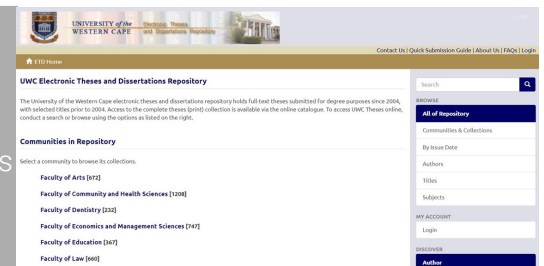 UNIVERSITY of the
WESTERN CAPE
Electronic Theses
and Dissertations Repository
Contact Us | Quick Submission Guide | About Us | FAQs | Login
ETD Home
UWC Electronic Theses and Dissertations Repository
The University of the Western Cape electronic theses and dissertations repository holds full-text theses submitted for degree purposes since 2004,
with selected titles prior to 2004. Access to the complete theses (print) collection is available via the online catalogue. To access UWC Theses online,
conduct a search or browse using the options as listed on the right.
Communities in Repository
Select a community to browse its collections.
Faculty of Arts [672]
Faculty of Community and Health Sciences [1208]
Faculty of Dentistry [232]
Faculty of Economics and Management Sciences [747]
Faculty of Education [367]
Faculty of Law [660]
S
Search
BROWSE
All of Repository
Communities & Collections
By Issue Date
Authors
Titles
Subjects
MY ACCOUNT
Login
DISCOVER
Author